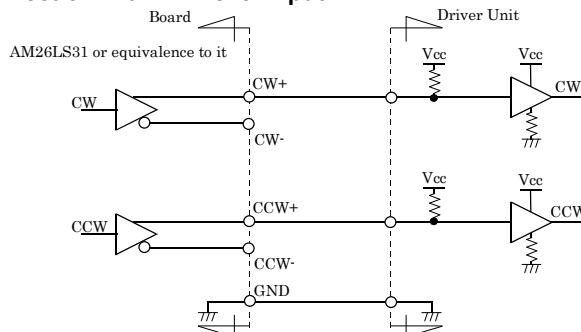 Board
Driver Unit
AM26LS31 or equivalence to it
Vcc
Vcc
CW
CW+
CW
CW-
Vcc
Vcc
CCW
CCW+
CCW
CCW-
GND